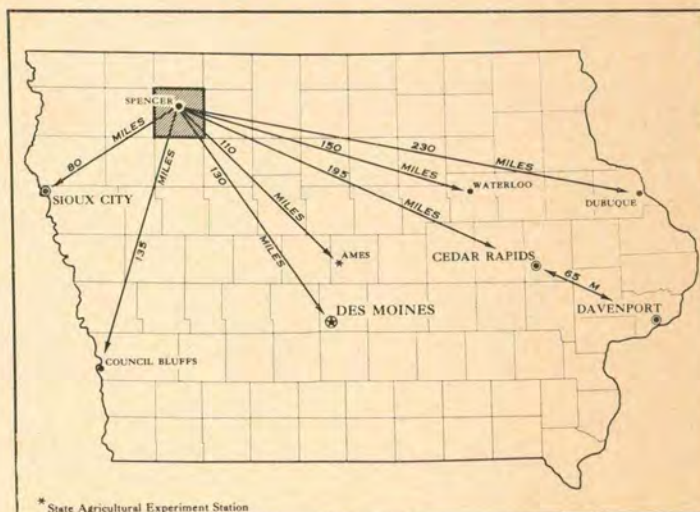 SPENCER
80 MILES
SIOUX CITY
135 MILES
COUNCIL BLUFFS
130 MILES
DES MOINES
110 MILES
AMES
150 MILES
WATERLOO
195 MILES
CEDAR RAPIDS
230 MILES
DUBUQUE
65 M
DAVENPORT
* State Agricultural Experiment Station